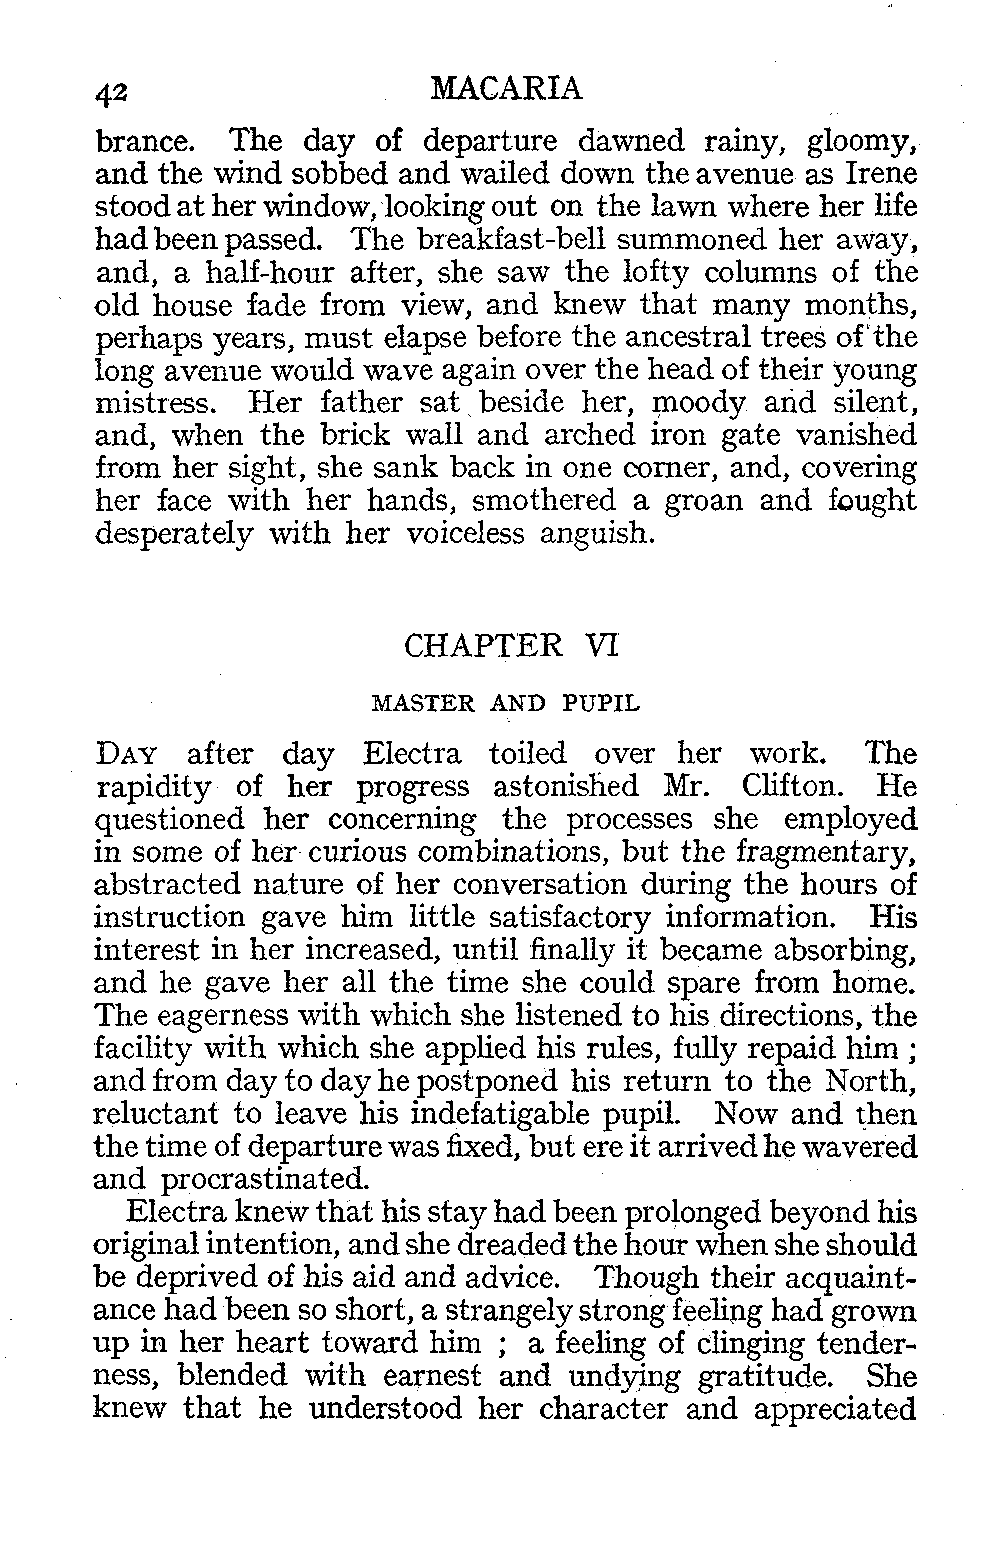 42 MACARIA
brance. The day of departure dawned rainy, gloomy,
and the wind sobbed and wailed down the avenue as Irene
stood at her window, looking out on the lawn where her life
had been passed. The breakfast-bell summoned her away,
and, a half-hour after, she saw the lofty columns of the
old house fade from view, and knew that many months,
perhaps years, must elapse before the ancestral trees of the
long avenue would wave again over the head of their young
mistress. Her father sat beside her, moody and silent,
and, when the brick wall and arched iron gate vanished
from her sight, she sank back in one corner, and, covering
her face with her hands, smothered a groan and fought
desperately with her voiceless anguish.
CHAPTER VI
MASTER AND PUPIL
DAY after day Electra toiled over her work. The
rapidity of her progress astonished Mr. Clifton. He
questioned her concerning the processes she employed
in some of her curious combinations, but the fragmentary,
abstracted nature of her conversation during the hours of
instruction gave him little satisfactory information. His
interest in her increased, until finally it became absorbing,
and he gave her all the time she could spare from home.
The eagerness with which she listened to his directions, the
facility with which she applied his rules, fully repaid him ;
and from day to day he postponed his return to the North,
reluctant to leave his indefatigable pupil. Now and then
the time of departure was fixed, but ere it arrived he wavered
and procrastinated.
Electra knew that his stay had been prolonged beyond his
original intention, and she dreaded the hour when she should
be deprived of his aid and advice. Though their acquaint-
ance had been so short, a strangely strong feeling had grown
up in her heart toward him ; a feeling of clinging tender-
ness, blended with earnest and undying gratitude. She
knew that he understood her character and appreciated